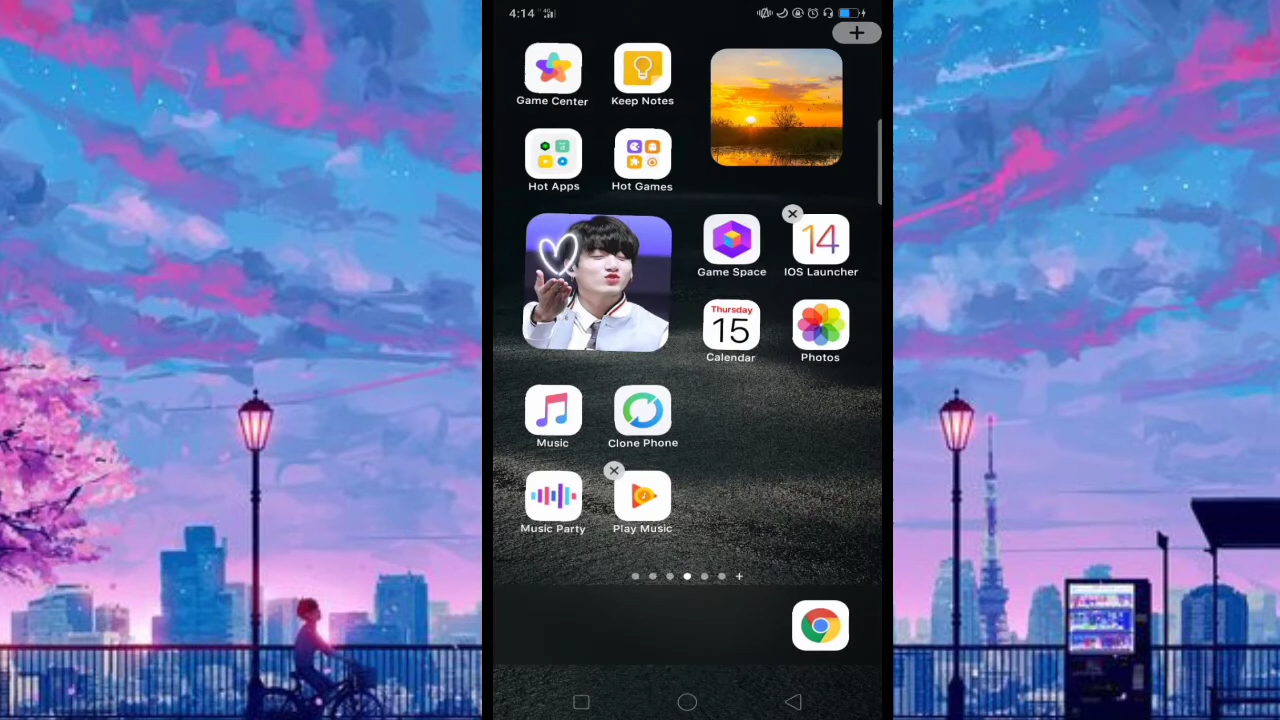 4:14
Game Center
Keep Notes
Hot Apps
Hot Games
Game Space
14
IOS Launcher
Thursday
15
Calendar
Photos
Music
Clone Phone
Music Party
Play Music